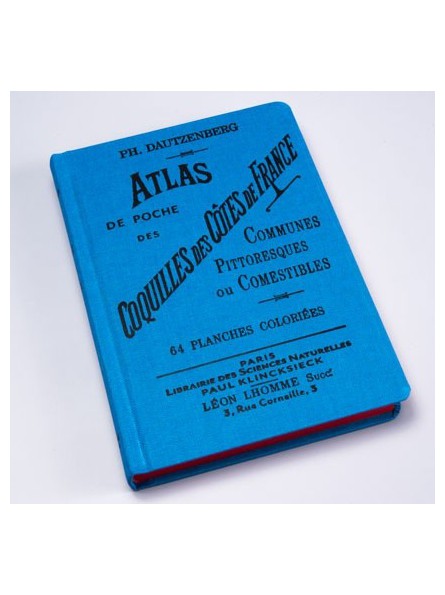 PH. DAUTZENBERG
ATLAS
DE POCHE
DES
COQUILLES DES CÔTES DE FRANCE
COMMUNES
PITTORESQUES
OU COMESTIBLES
64 PLANCHES COLORIÉES
PARIS
LIBRAIRIE DES SCIENCES NATURELLES
PAUL KLINCKSIECK
LÉON LHOMME Succʳ
3, Rue Corneille, 3